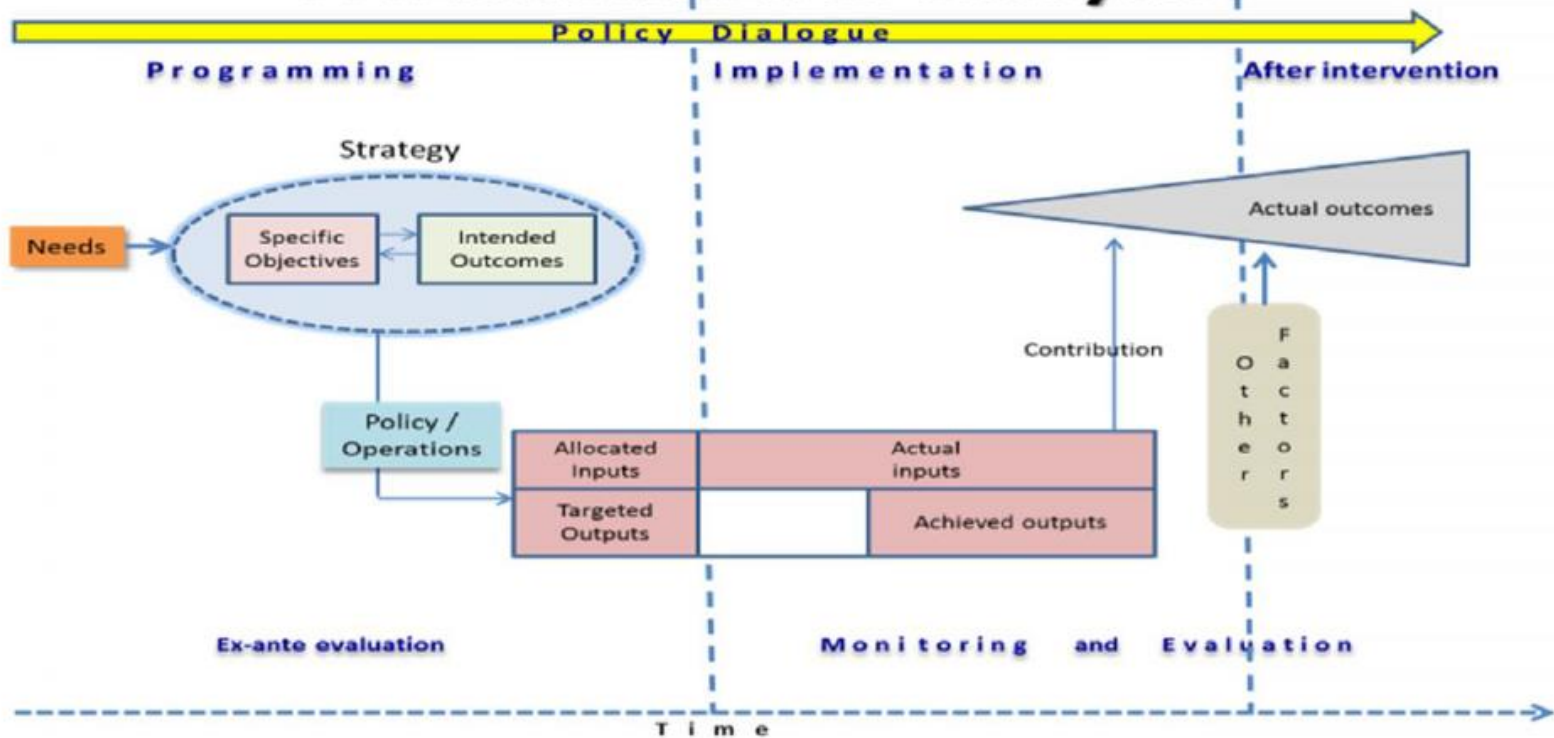 Policy Dialogue
Programming
Implementation
After intervention
Strategy
Needs
Specific
Objectives
Intended
Outcomes
Actual outcomes
Contribution
Other
Factors
Policy /
Operations
Allocated
Inputs
Actual
inputs
Targeted
Outputs
Achieved outputs
Ex-ante evaluation
Monitoring and Evaluation
Time